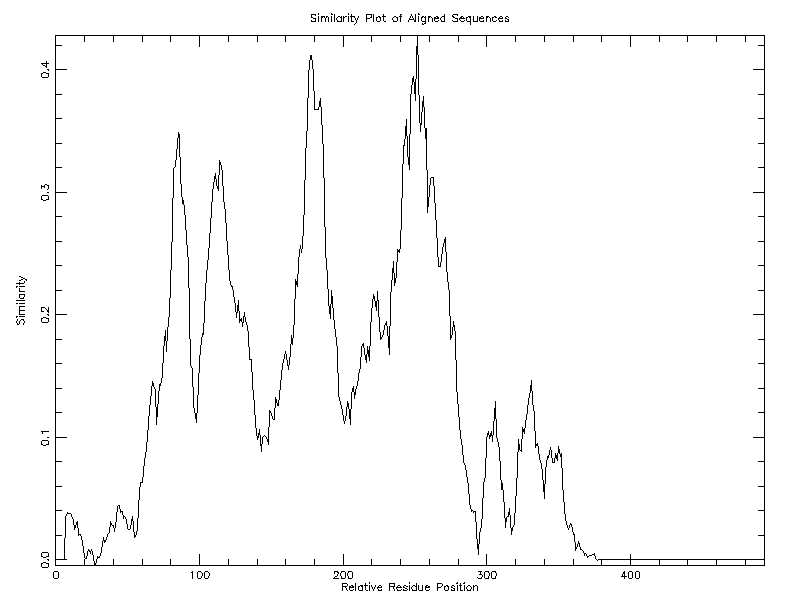 Similarity Plot of Aligned Sequences
0.4
0.3
Similarity
0.2
0.1
0.0
0 100 200 300 400
Relative Residue Position